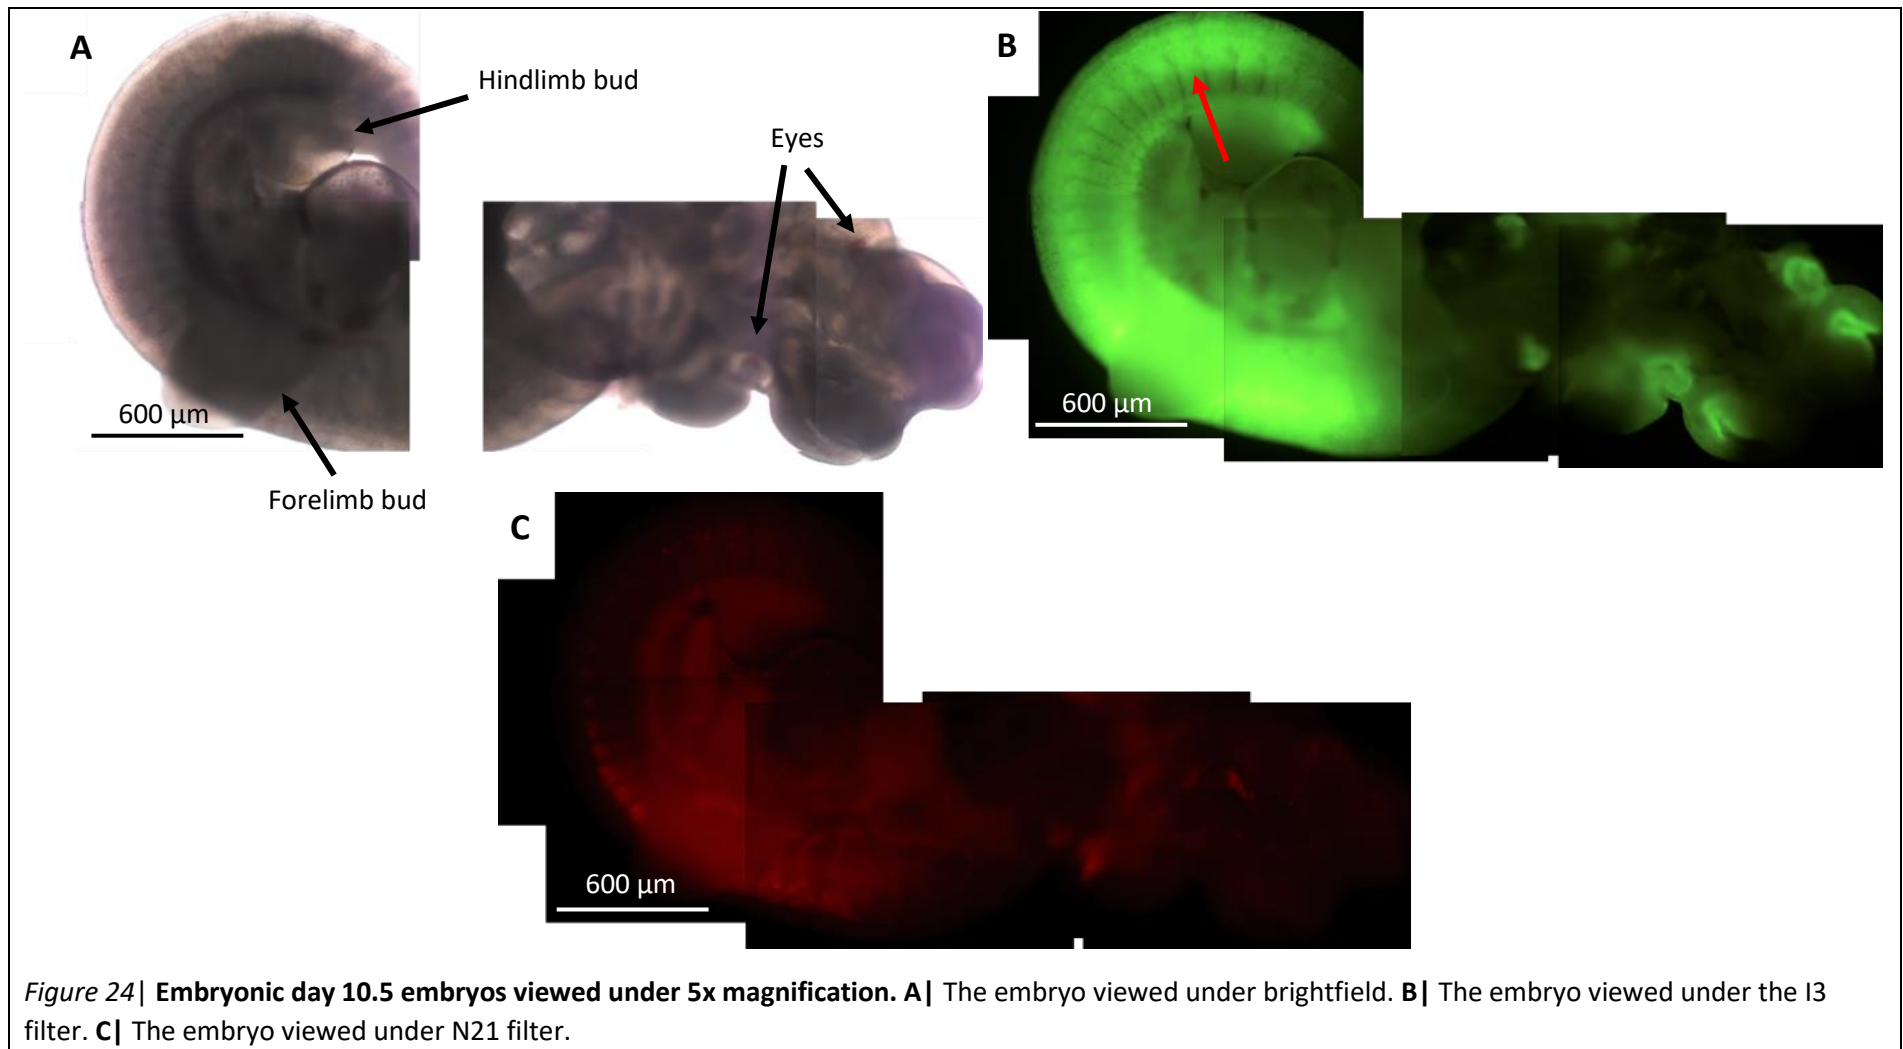 A
Hindlimb bud
Eyes
600 µm
Forelimb bud
B
600 µm
C
600 µm
Figure 24| Embryonic day 10.5 embryos viewed under 5x magnification. A| The embryo viewed under brightfield. B| The embryo viewed under the I3
filter. C| The embryo viewed under N21 filter.